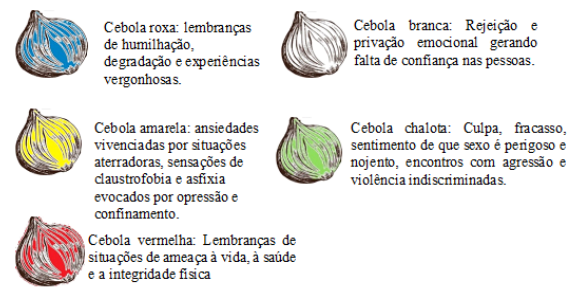 Cebola roxa: lembranças
de humilhação,
degradação e experiências
vergonhosas.
Cebola branca: Rejeição e
privação emocional gerando
falta de confiança nas pessoas.
Cebola amarela: ansiedades
vivenciadas por situações
aterradoras, sensações de
claustrofobia e asfixia
evocados por opressão e
confinamento.
Cebola chalota: Culpa, fracasso,
sentimento de que sexo é perigoso e
nojento, encontros com agressão e
violência indiscriminadas.
Cebola vermelha: Lembranças de
situações de ameaça à vida, à saúde
e a integridade física